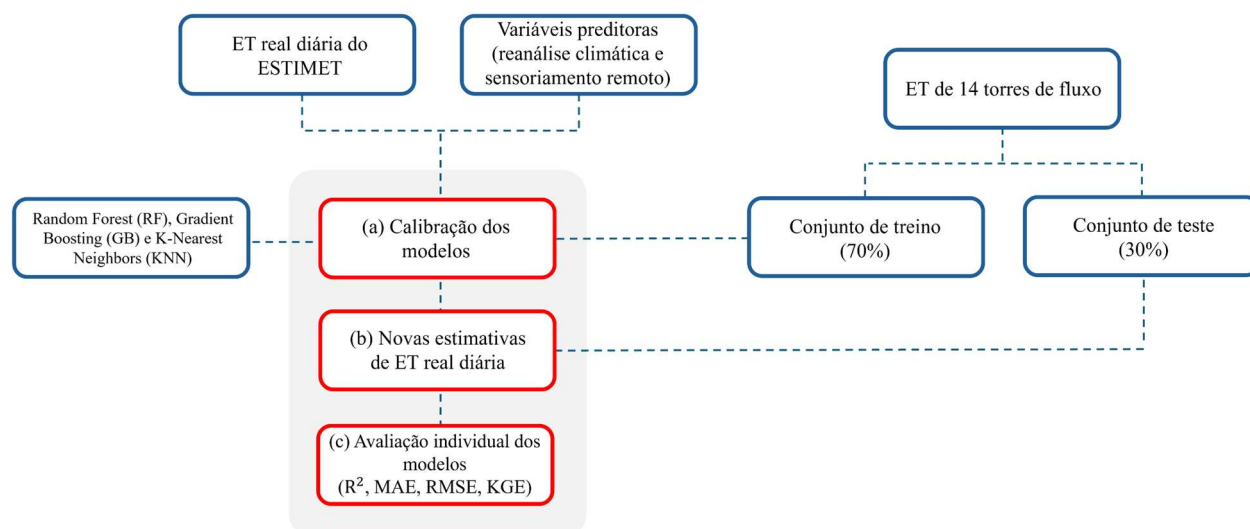 ET real diária do
ESTIMET
Variáveis preditoras
(reanálise climática e
sensoriamento remoto)
ET de 14 torres de fluxo
Random Forest (RF), Gradient
Boosting (GB) e K-Nearest
Neighbors (KNN)
(a) Calibração dos
modelos
Conjunto de treino
(70%)
Conjunto de teste
(30%)
(b) Novas estimativas
de ET real diária
(c) Avaliação individual dos
modelos
(R², MAE, RMSE, KGE)